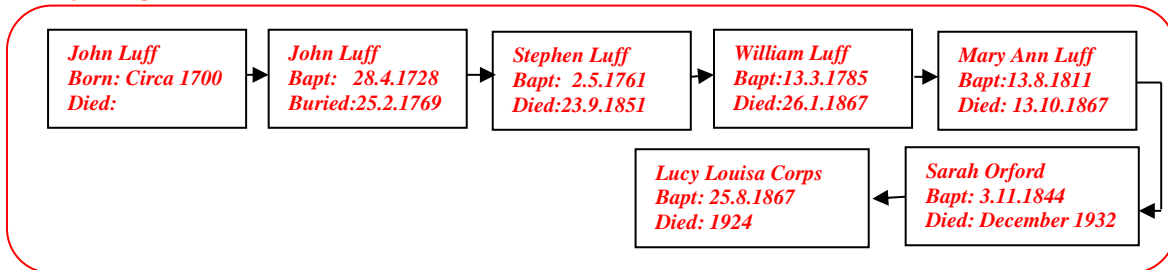 John Luff
Born: Circa 1700
Died:
John Luff
Bapt: 28.4.1728
Buried:25.2.1769
Stephen Luff
Bapt: 2.5.1761
Died:23.9.1851
William Luff
Bapt:13.3.1785
Died:26.1.1867
Mary Ann Luff
Bapt:13.8.1811
Died: 13.10.1867
Lucy Louisa Corps
Bapt: 25.8.1867
Died: 1924
Sarah Orford
Bapt: 3.11.1844
Died: December 1932